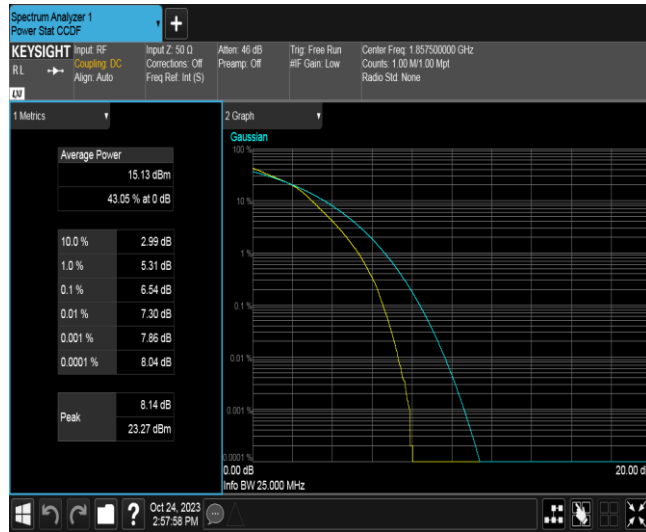 Spectrum Analyzer 1
Power Stat CCDF
+
KEYSIGHT
RL
LXI
Input: RF
Coupling: DC
Align: Auto
Input Z: 50 Ω
Corrections: Off
Freq Ref: Int (S)
Atten: 46 dB
Preamp: Off
Trig: Free Run
#IF Gain: Low
Center Freq: 1.857500000 GHz
Counts: 1.00 M/1.00 Mpt
Radio Std: None
1 Metrics
Average Power
15.13 dBm
43.05 % at 0 dB
10.0 % 2.99 dB
1.0 % 5.31 dB
0.1 % 6.54 dB
0.01 % 7.30 dB
0.001 % 7.86 dB
0.0001 % 8.04 dB
Peak
8.14 dB
23.27 dBm
2 Graph
Gaussian
100 %
10 %
1 %
0.1 %
0.01 %
0.001 %
0.0001 %
0.00 dB
20.00 d
Info BW 25.000 MHz
?
Oct 24, 2023
2:57:58 PM